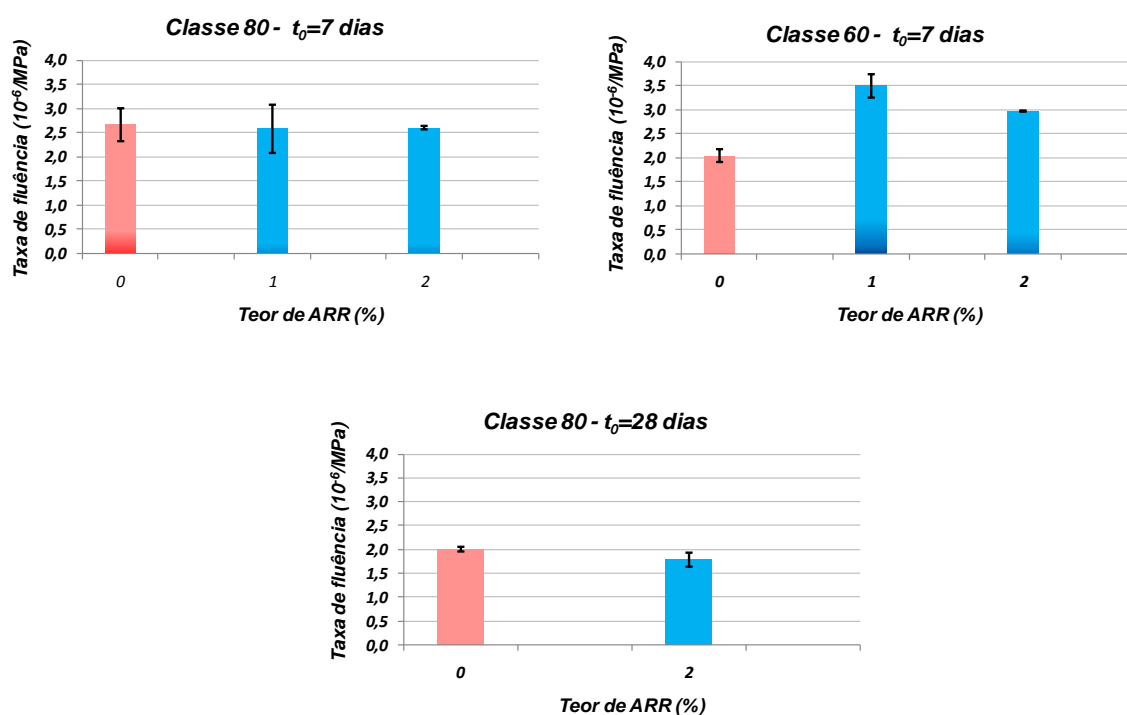 Classe 80 - t₀=7 dias
Taxa de fluência (10⁻⁶/MPa)
4,0
3,5
3,0
2,5
2,0
1,5
1,0
0,5
0,0
0 1 2
Teor de ARR (%)
Classe 60 - t₀=7 dias
Taxa de fluência (10⁻⁶/MPa)
4,0
3,5
3,0
2,5
2,0
1,5
1,0
0,5
0,0
0 1 2
Teor de ARR (%)
Classe 80 - t₀=28 dias
Taxa de fluência (10⁻⁶/MPa)
4,0
3,5
3,0
2,5
2,0
1,5
1,0
0,5
0,0
0 2
Teor de ARR (%)